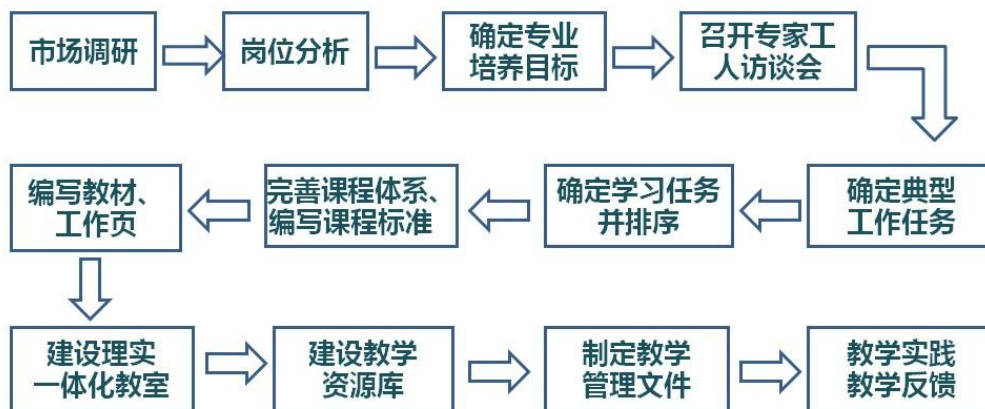 市场调研
岗位分析
确定专业
培养目标
召开专家工
人访谈会
确定典型
工作任务
确定学习任务
并排序
完善课程体系、
编写课程标准
编写教材、
工作页
建设理实
一体化教室
建设教学
资源库
制定教学
管理文件
教学实践
教学反馈